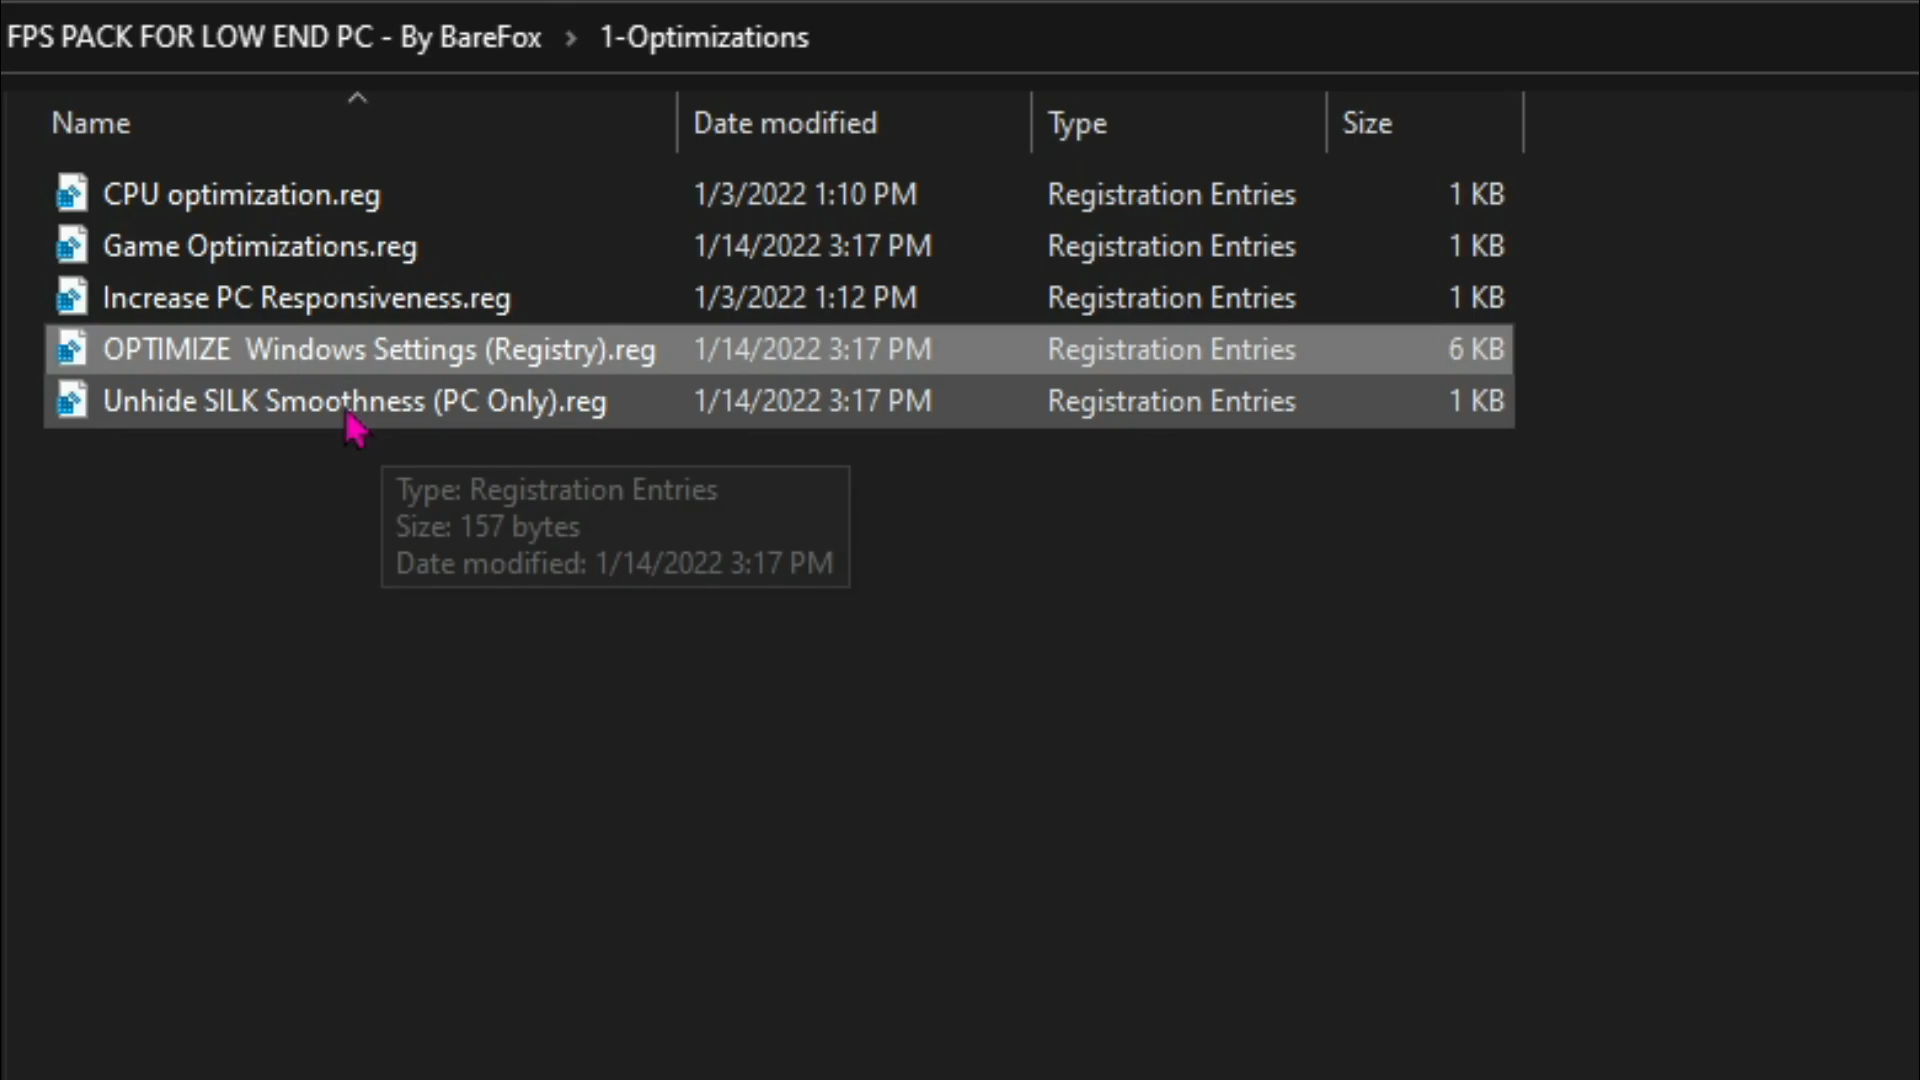 FPS PACK FOR LOW END PC - By BareFox > 1-Optimizations
Name Date modified Type Size
CPU optimization.reg 1/3/2022 1:10 PM Registration Entries 1 KB
Game Optimizations.reg 1/14/2022 3:17 PM Registration Entries 1 KB
Increase PC Responsiveness.reg 1/3/2022 1:12 PM Registration Entries 1 KB
OPTIMIZE  Windows Settings (Registry).reg 1/14/2022 3:17 PM Registration Entries 6 KB
Unhide SILK Smoothness (PC Only).reg 1/14/2022 3:17 PM Registration Entries 1 KB
Type: Registration Entries
Size: 157 bytes
Date modified: 1/14/2022 3:17 PM